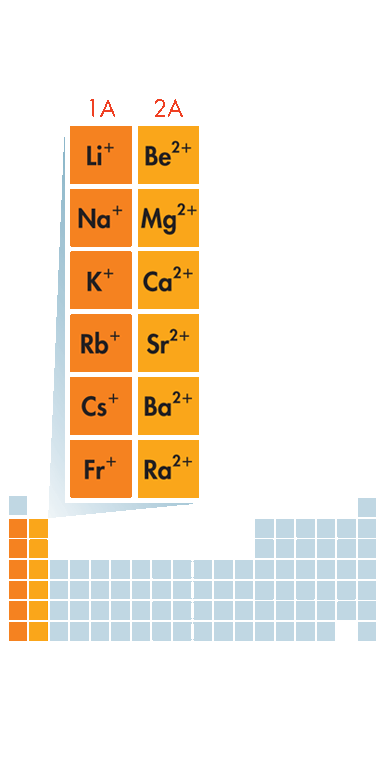 1A 2A
Li⁺ Be²⁺
Na⁺ Mg²⁺
K⁺ Ca²⁺
Rb⁺ Sr²⁺
Cs⁺ Ba²⁺
Fr⁺ Ra²⁺